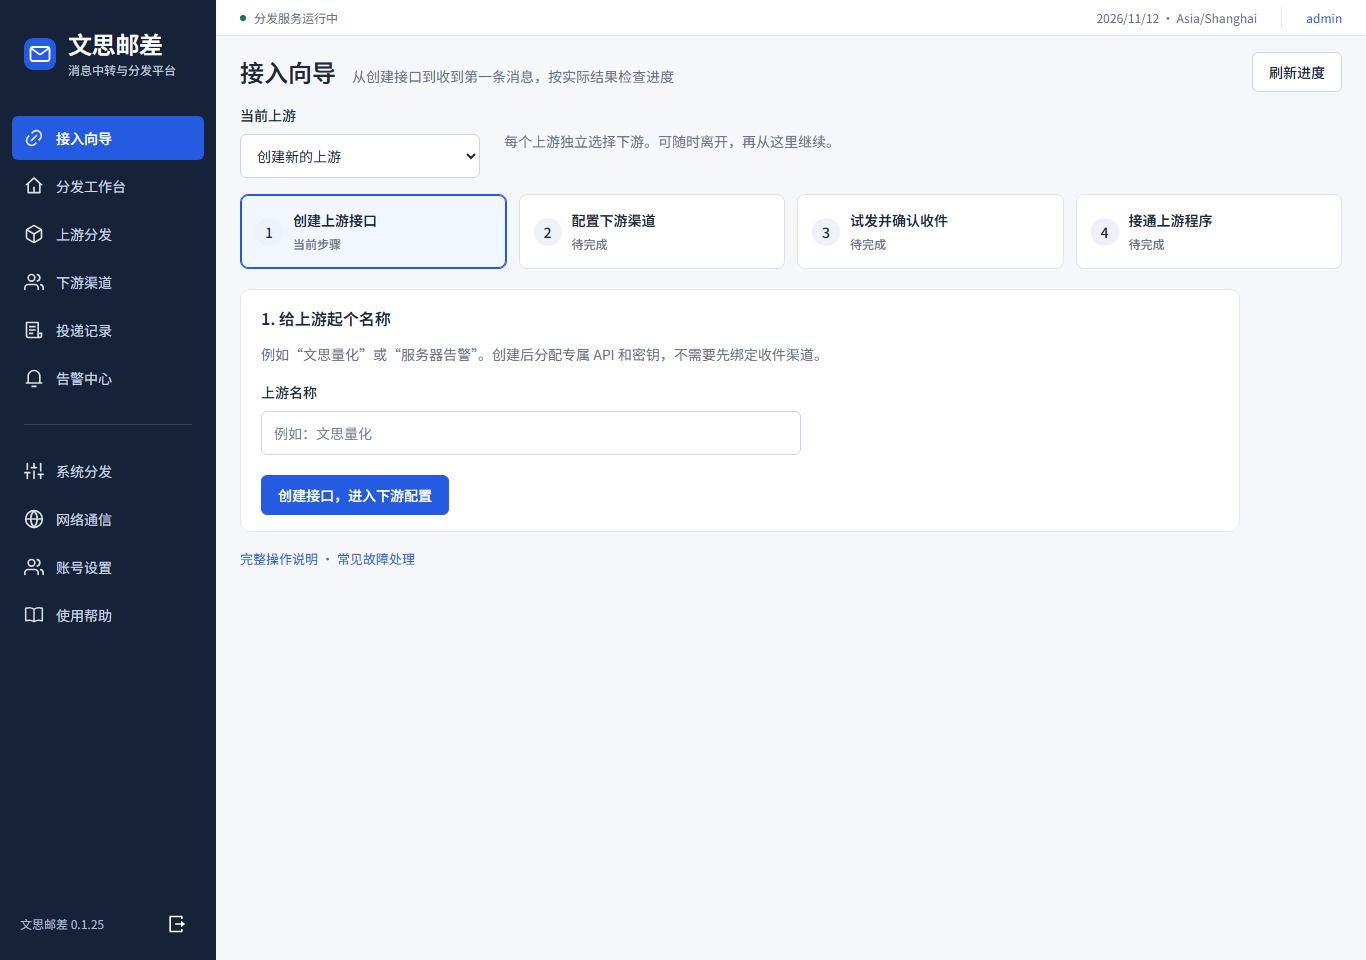 文思邮差
消息中转与分发平台
接入向导
分发工作台
上游分发
下游渠道
投递记录
告警中心
系统分发
网络通信
账号设置
使用帮助
文思邮差 0.1.25
分发服务运行中
2026/11/12 • Asia/Shanghai
admin
接入向导
从创建接口到收到第一条消息，按实际结果检查进度
刷新进度
当前上游
创建新的上游
每个上游独立选择下游。可随时离开，再从这里继续。
1
创建上游接口
当前步骤
2
配置下游渠道
待完成
3
试发并确认收件
待完成
4
接通上游程序
待完成
1. 给上游起个名称
例如“文思量化”或“服务器告警”。创建后分配专属 API 和密钥，不需要先绑定收件渠道。
上游名称
例如：文思量化
创建接口，进入下游配置
完整操作说明 • 常见故障处理